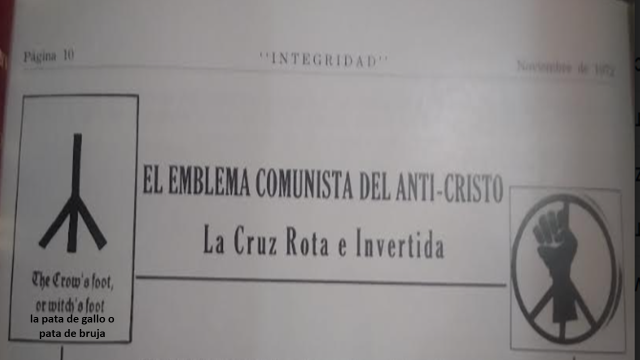 Página 10
"INTEGRIDAD"
Noviembre de 1972
EL EMBLEMA COMUNISTA DEL ANTI-CRISTO
La Cruz Rota e Invertida
The Crow's foot,
or witch's foot
la pata de gallo o
pata de bruja